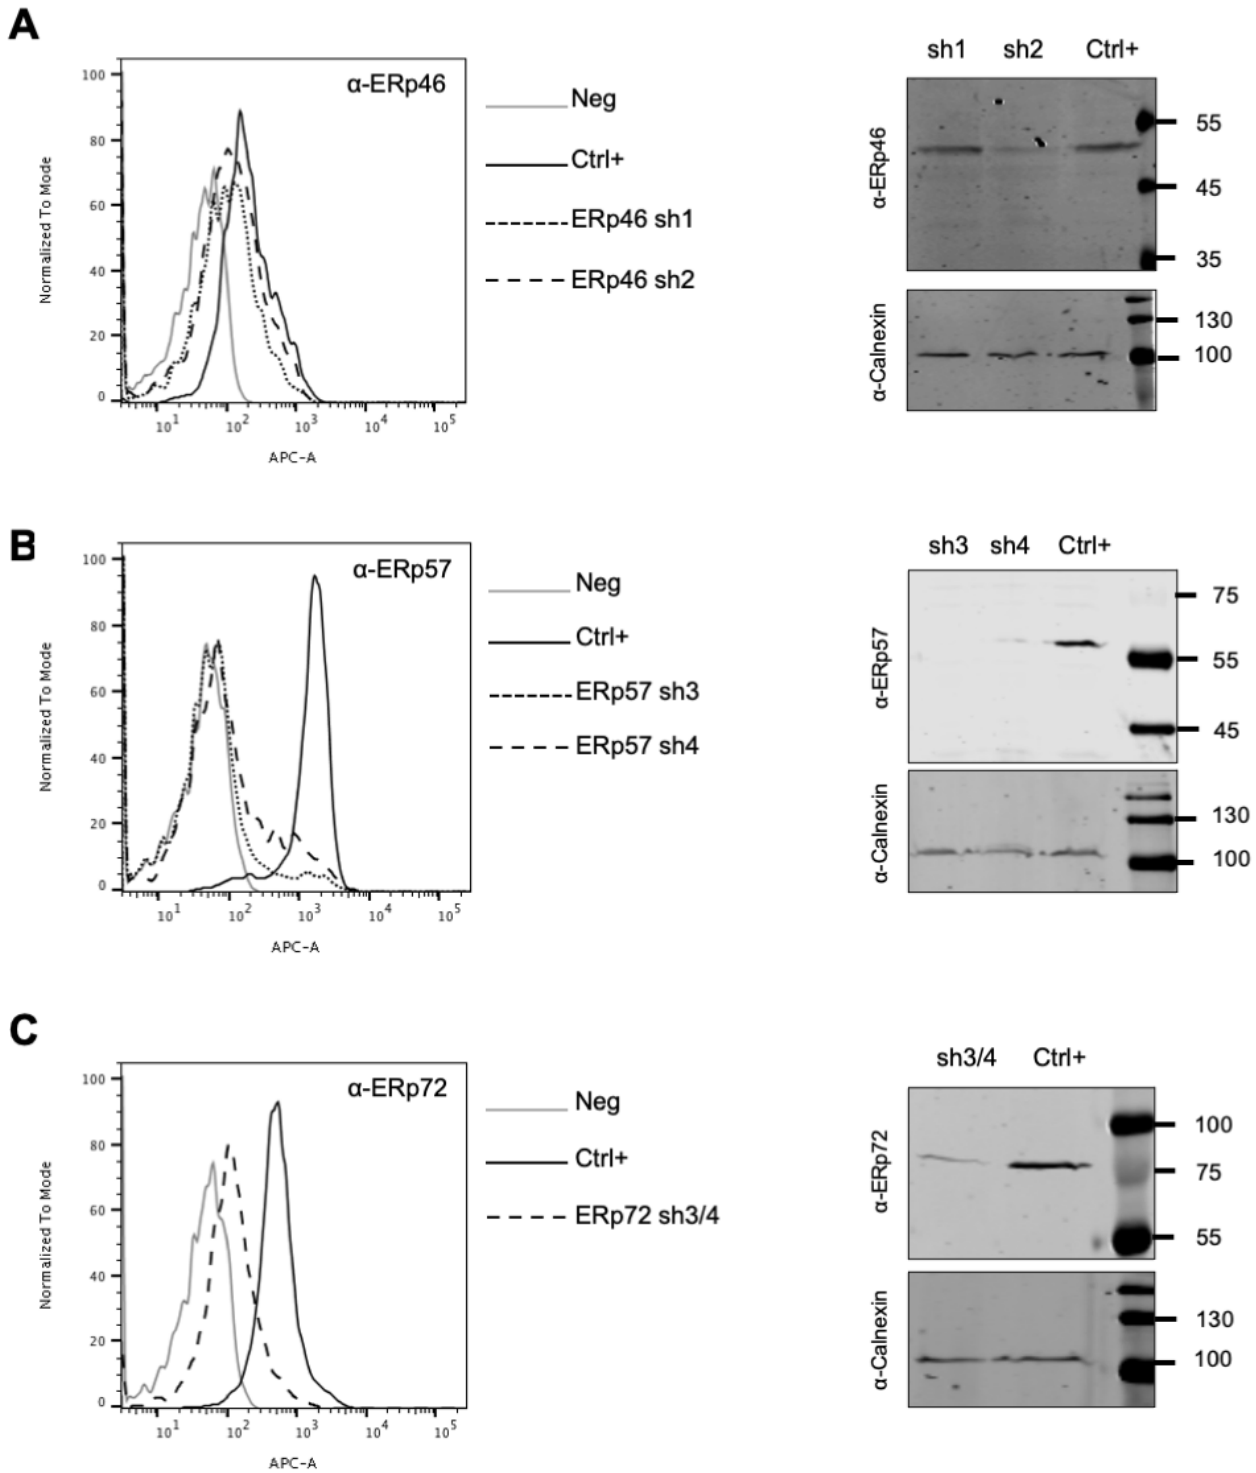 A
α-ERp46
100
80
60
40
20
0
Normalized To Mode
10¹ 10² 10³ 10⁴ 10⁵
APC-A
Neg
Ctrl+
ERp46 sh1
ERp46 sh2
sh1 sh2 Ctrl+
α-ERp46
55
45
35
α-Calnexin
130
100
B
α-ERp57
100
80
60
40
20
0
Normalized To Mode
10¹ 10² 10³ 10⁴ 10⁵
APC-A
Neg
Ctrl+
ERp57 sh3
ERp57 sh4
sh3 sh4 Ctrl+
α-ERp57
75
55
45
α-Calnexin
130
100
C
α-ERp72
100
80
60
40
20
0
Normalized To Mode
10¹ 10² 10³ 10⁴ 10⁵
APC-A
Neg
Ctrl+
ERp72 sh3/4
sh3/4 Ctrl+
α-ERp72
100
75
55
α-Calnexin
130
100